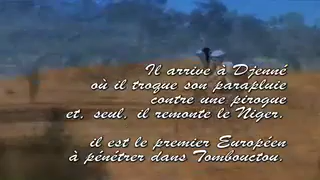 Il arrive à Djenné
où il troque son parapluie
contre une pirogue
et, seul, il remonte le Niger.
il est le premier Européen
à pénétrer dans Tombouctou.